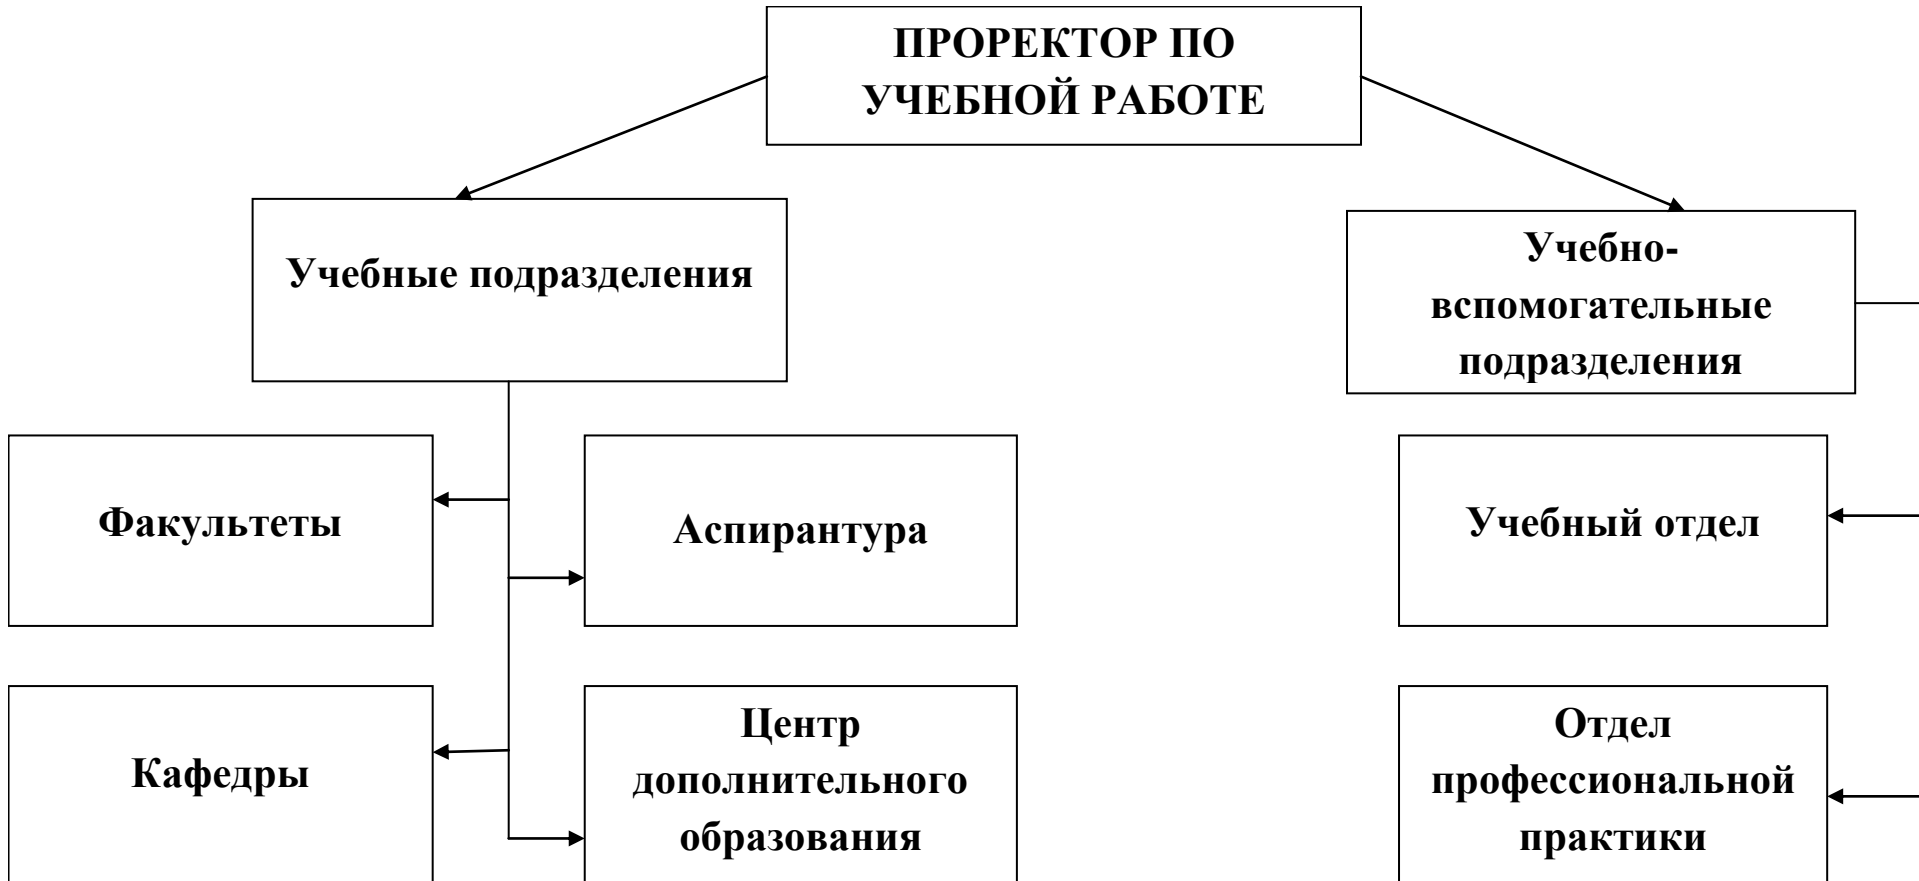 ПРОРЕКТОР ПО
УЧЕБНОЙ РАБОТЕ
Учебные подразделения
Учебно-
вспомогательные
подразделения
Факультеты
Аспирантура
Учебный отдел
Кафедры
Центр
дополнительного
образования
Отдел
профессиональной
практики